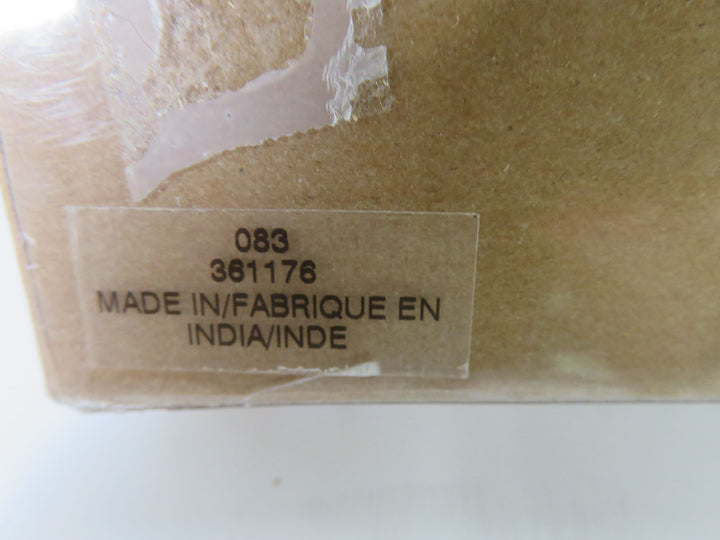 083
361176
MADE IN/FABRIQUE EN
INDIA/INDE